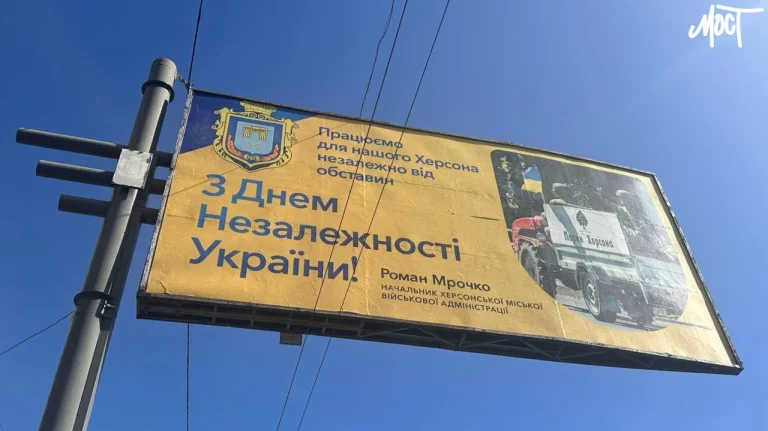 МОСТ
Працюємо
для нашого Херсона
незалежно від
обставин
З Днем
Незалежності
України!
Роман Мрочко
НАЧАЛЬНИК ХЕРСОНСЬКОЇ МІСЬКОЇ
ВІЙСЬКОВОЇ АДМІНІСТРАЦІЇ
Парки Херсона